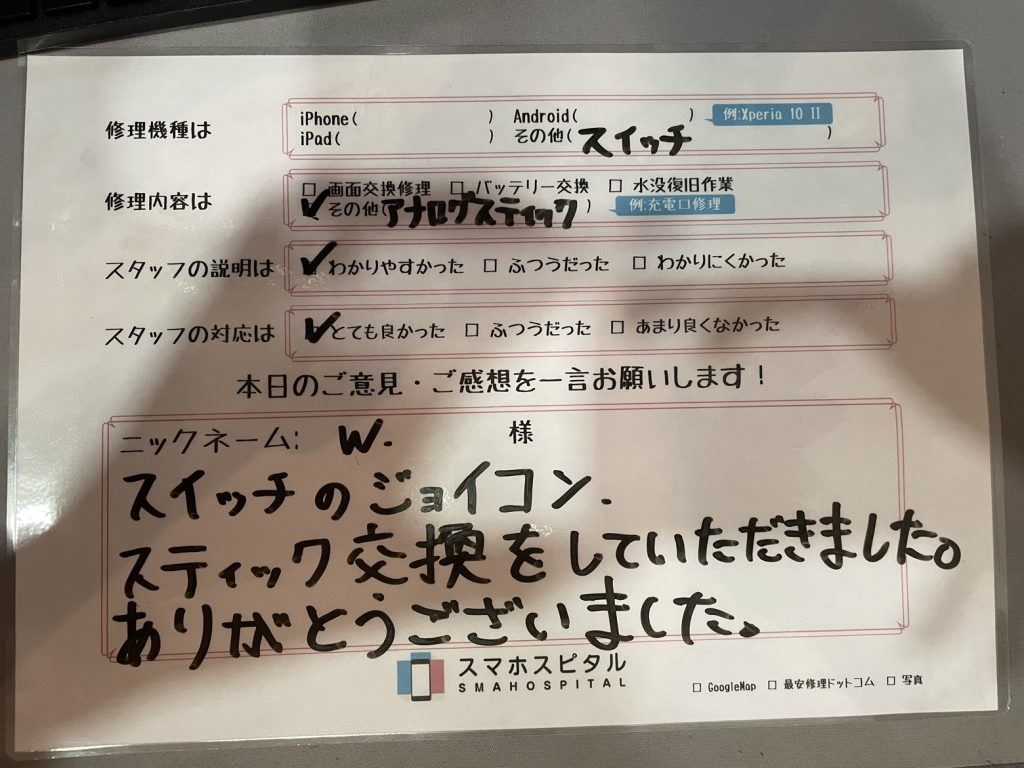 修理機種は
iPhone( ) Android( ) 例:Xperia 10 II
iPad( ) その他(スイッチ )
修理内容は
□ 画面交換修理 □ バッテリー交換 □ 水没復旧作業
✓ その他(アナログスティック ) 例:充電口修理
スタッフの説明は ✓ わかりやすかった □ ふつうだった □ わかりにくかった
スタッフの対応は ✓ とても良かった □ ふつうだった □ あまり良くなかった
本日のご意見・ご感想を一言お願いします!
ニックネーム: W. 様
スイッチのジョイコン.
スティック交換をしていただきました。
ありがとうございました。
スマホスピタル
SMAHOSPITAL
□ GoogleMap □ 最安修理ドットコム □ 写真